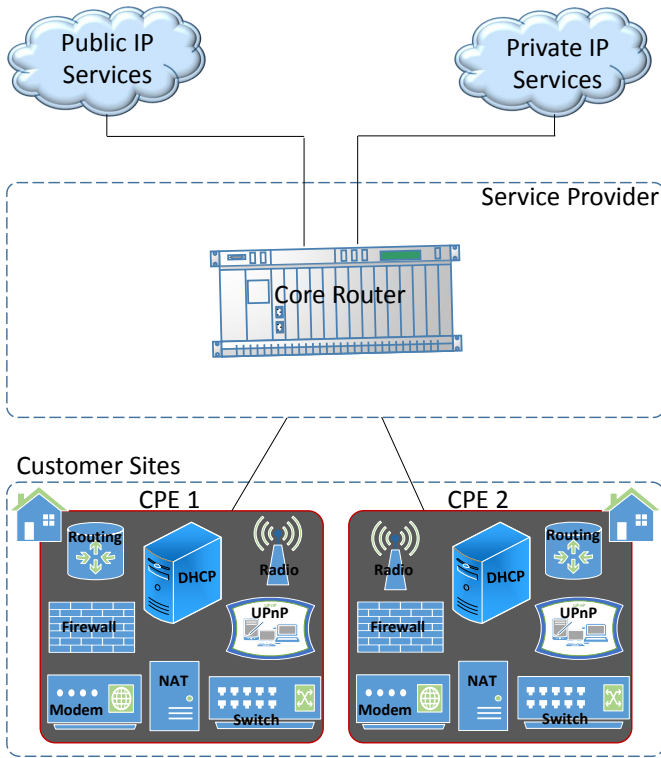 Public IP
Services
Private IP
Services
Service Provider
Core Router
Customer Sites
CPE 1
CPE 2
Routing
DHCP
Radio
Firewall
UPnP
Modem
NAT
Switch
Radio
DHCP
Routing
Firewall
UPnP
Modem
NAT
Switch